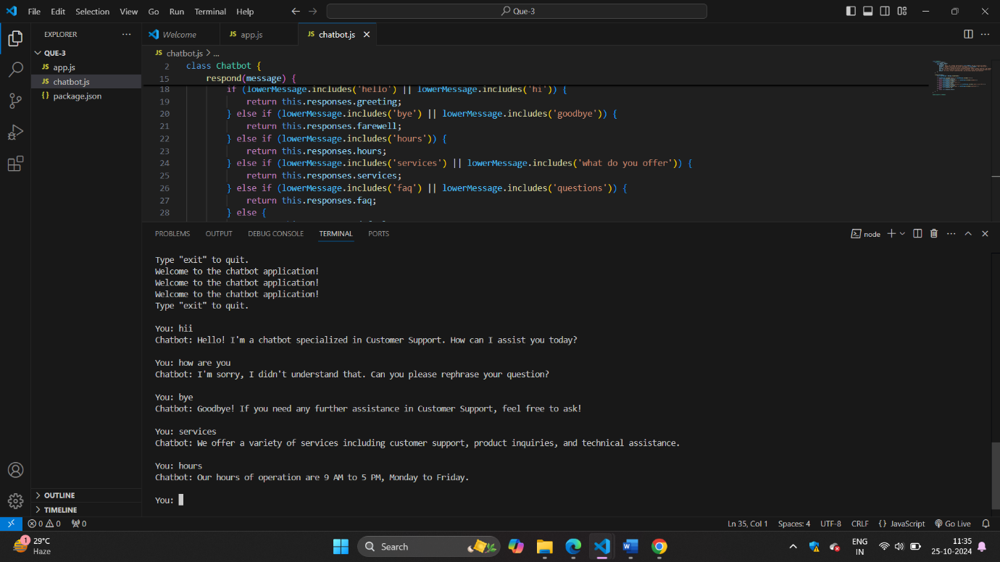 File Edit Selection View Go Run Terminal Help
Que-3
EXPLORER
Welcome
JS app.js
JS chatbot.js
QUE-3
JS app.js
JS chatbot.js
{} package.json
JS chatbot.js > ...
2 class Chatbot {
15 respond(message) {
18 if (lowerMessage.includes('hello') || lowerMessage.includes('hi')) {
19 return this.responses.greeting;
20 } else if (lowerMessage.includes('bye') || lowerMessage.includes('goodbye')) {
21 return this.responses.farewell;
22 } else if (lowerMessage.includes('hours')) {
23 return this.responses.hours;
24 } else if (lowerMessage.includes('services') || lowerMessage.includes('what do you offer')) {
25 return this.responses.services;
26 } else if (lowerMessage.includes('faq') || lowerMessage.includes('questions')) {
27 return this.responses.faq;
28 } else {
PROBLEMS OUTPUT DEBUG CONSOLE TERMINAL PORTS
node
Type "exit" to quit.
Welcome to the chatbot application!
Welcome to the chatbot application!
Welcome to the chatbot application!
Type "exit" to quit.
You: hii
Chatbot: Hello! I'm a chatbot specialized in Customer Support. How can I assist you today?
You: how are you
Chatbot: I'm sorry, I didn't understand that. Can you please rephrase your question?
You: bye
Chatbot: Goodbye! If you need any further assistance in Customer Support, feel free to ask!
You: services
Chatbot: We offer a variety of services including customer support, product inquiries, and technical assistance.
You: hours
Chatbot: Our hours of operation are 9 AM to 5 PM, Monday to Friday.
You:
OUTLINE
TIMELINE
0 0 0
Ln 35, Col 1 Spaces: 4 UTF-8 CRLF {} JavaScript Go Live
1
29°C
Haze
Search
W
ENG
IN
11:35
25-10-2024